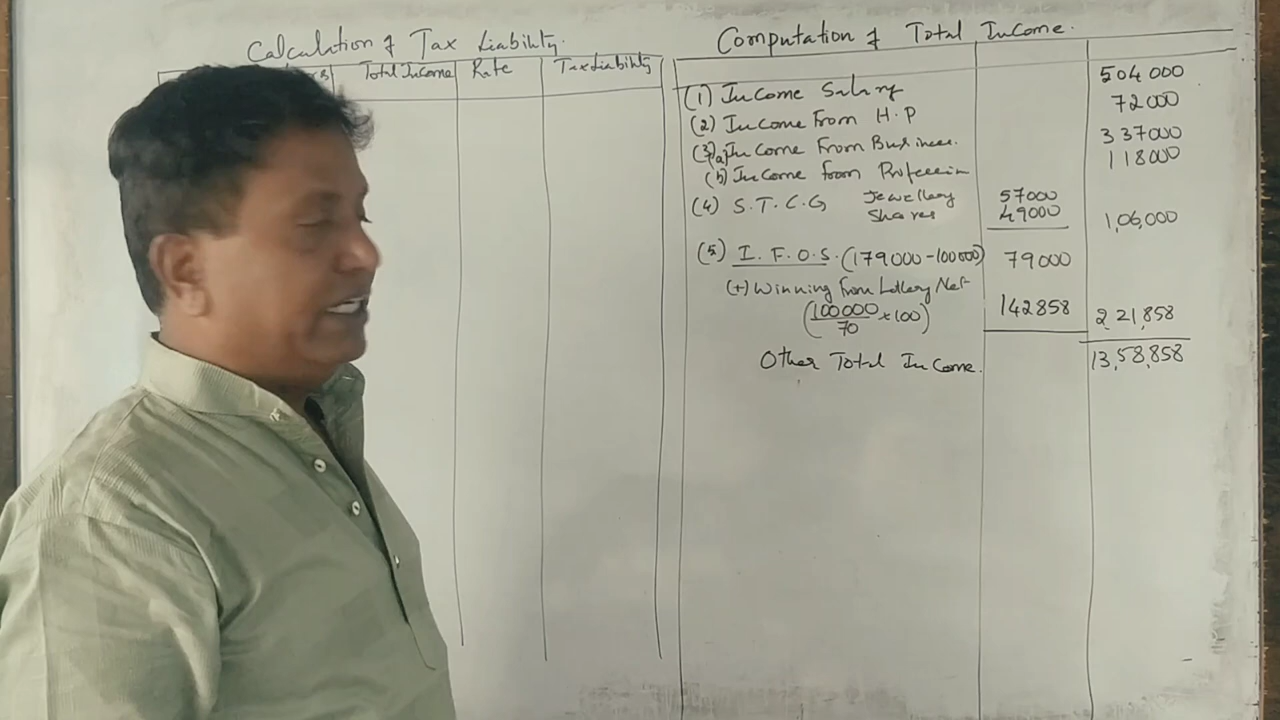 Calculation of Tax Liability.
Total Income Rate Tax Liability
Computation of Total Income.
(1) Income Salary 504000
(2) Income From H.P 72000
(3)(a) Income From Business. 337000
(b) Income from Profession 118000
(4) S.T.C.G Jewellery 57000
Shares 49000 1,06,000
(5) I.F.O.S. (179000-100000) 79000
(+) Winning from Lottery Net
(100000/70 x 100) 142858 2,21,858
Other Total Income. 13,58,858